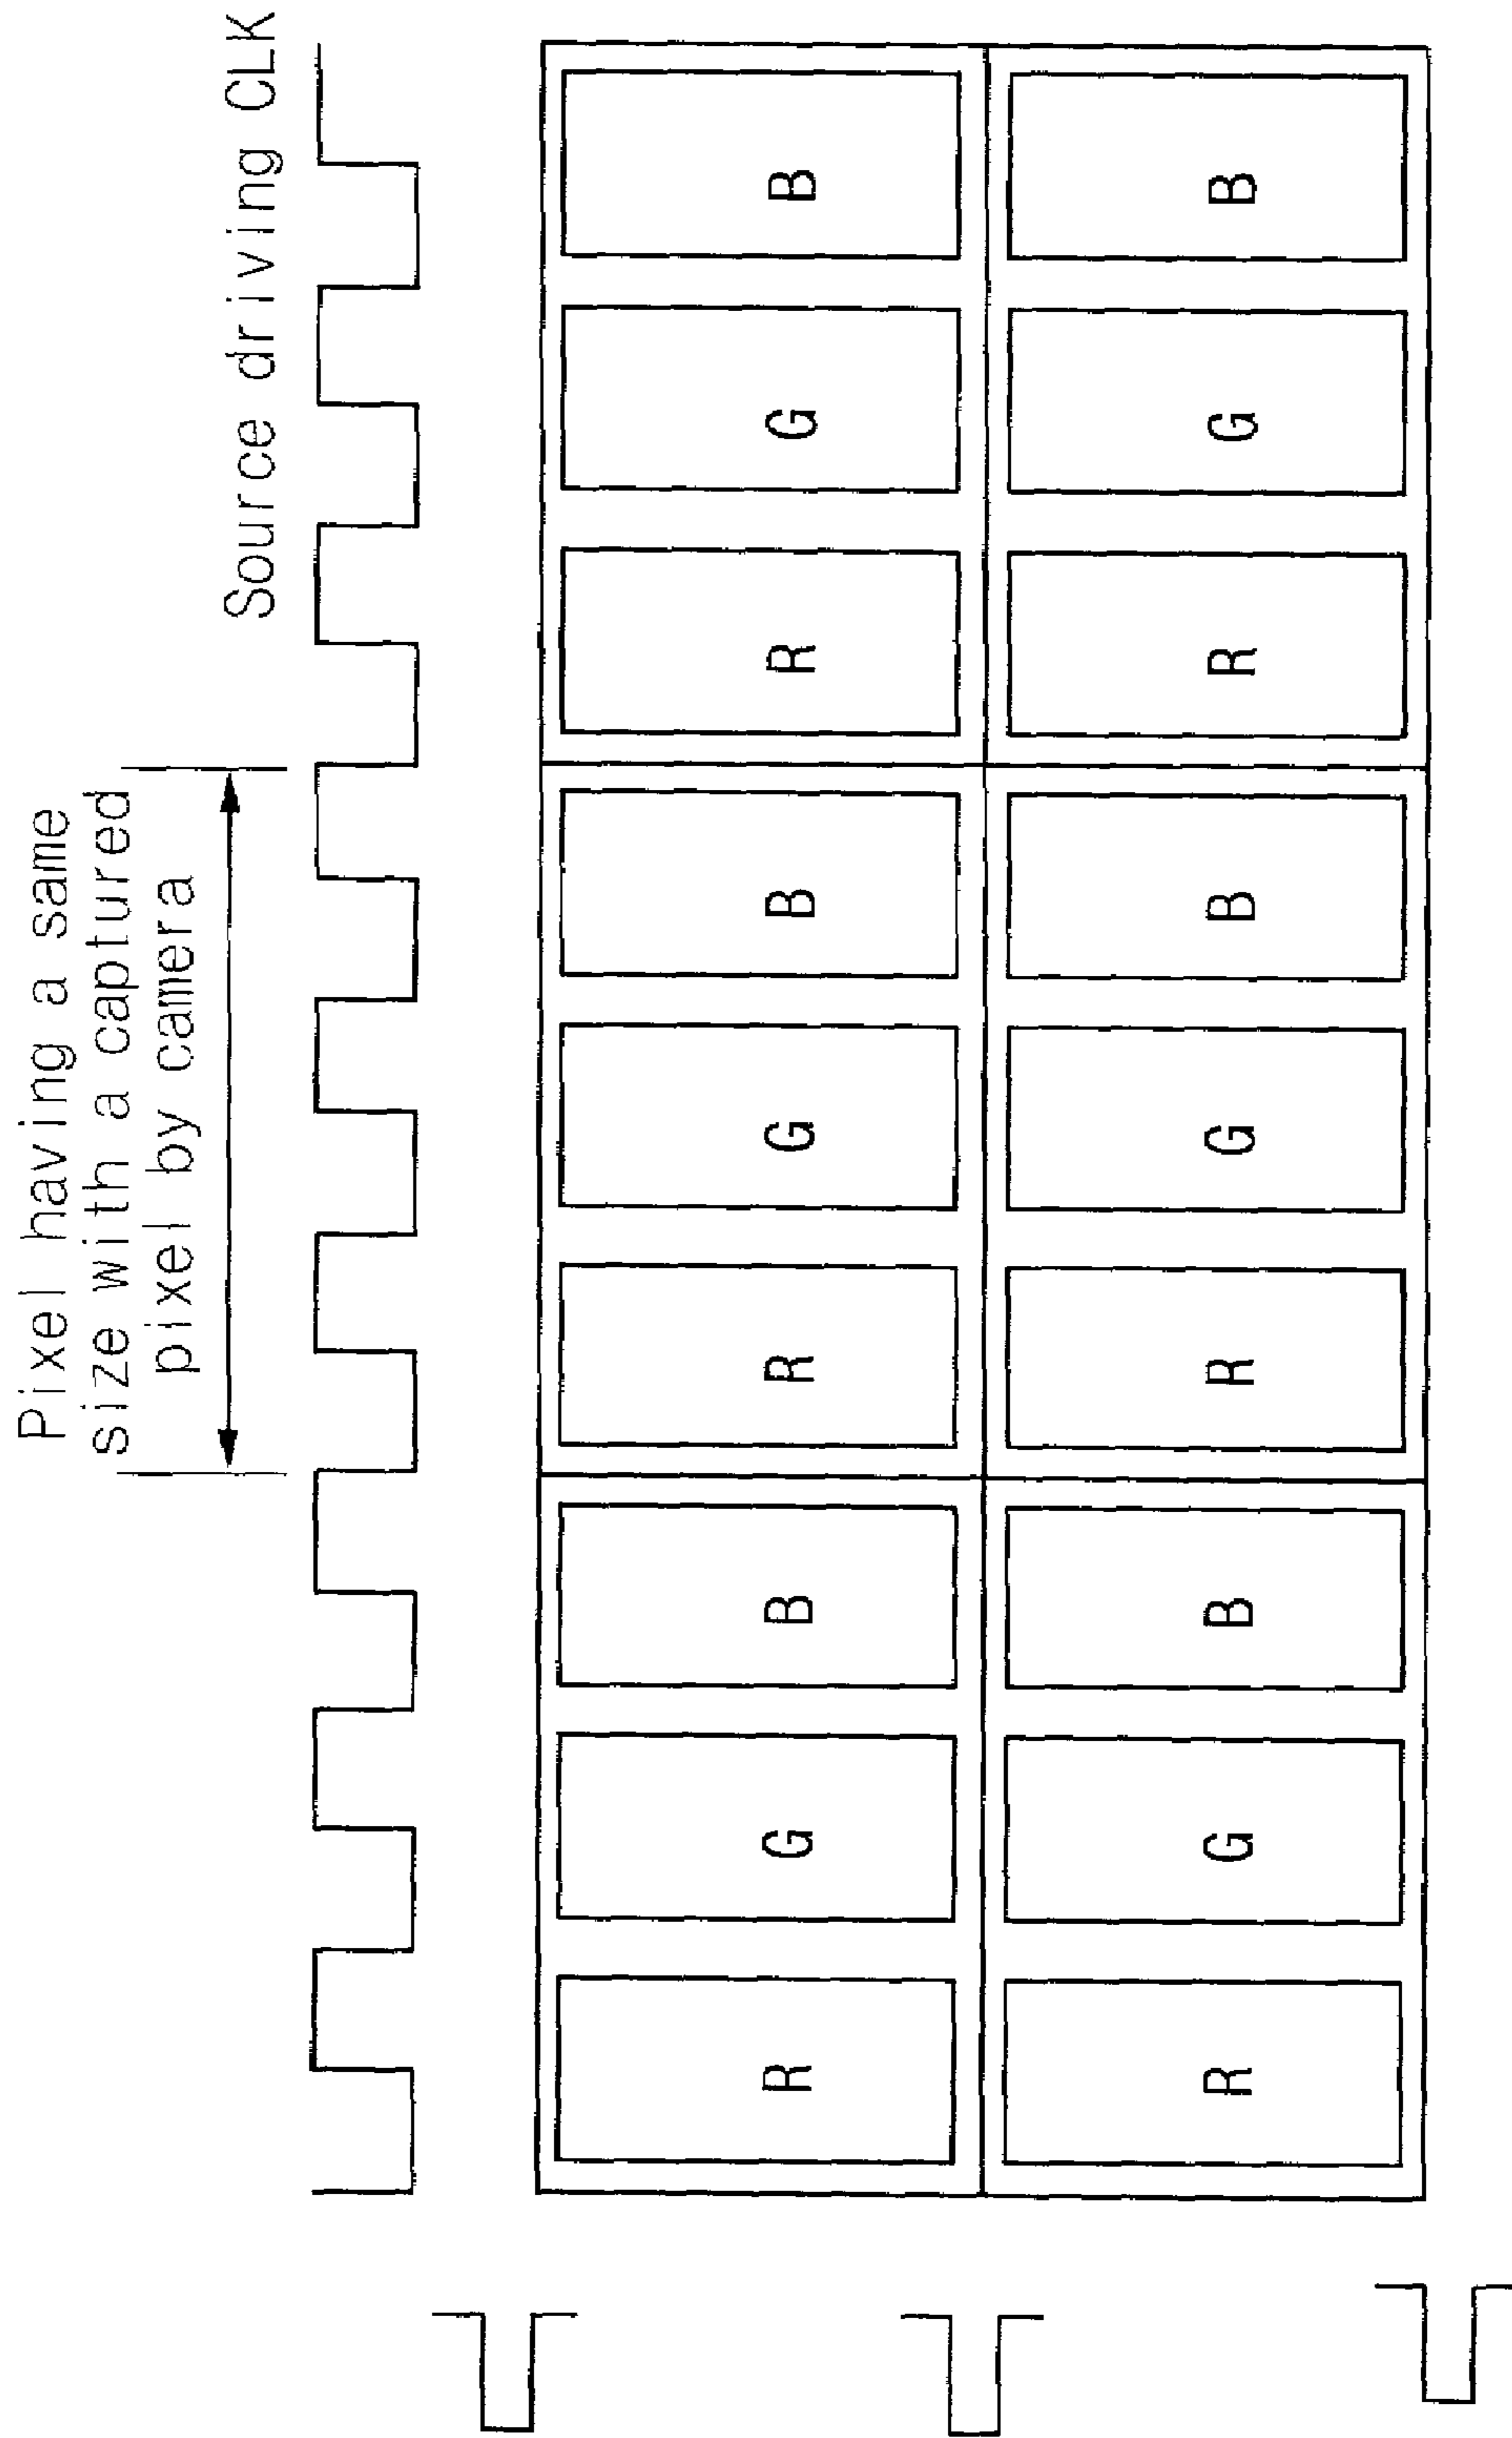 Pixel having a same
size with a captured
pixel by camera
Source driving CLK
R G B R G B R G B
R G B R G B R G B